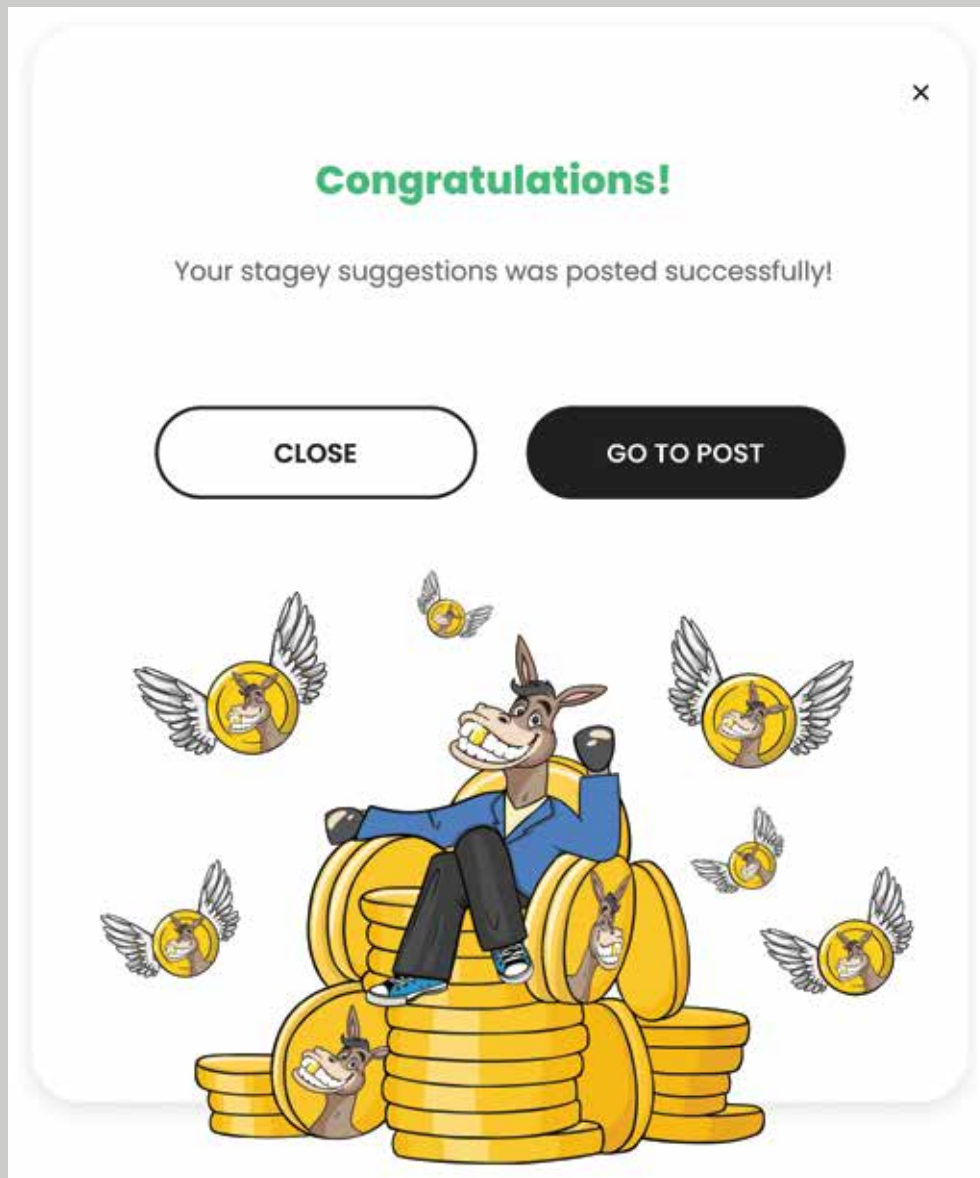 ×
Congratulations!
Your stagey suggestions was posted successfully!
CLOSE
GO TO POST